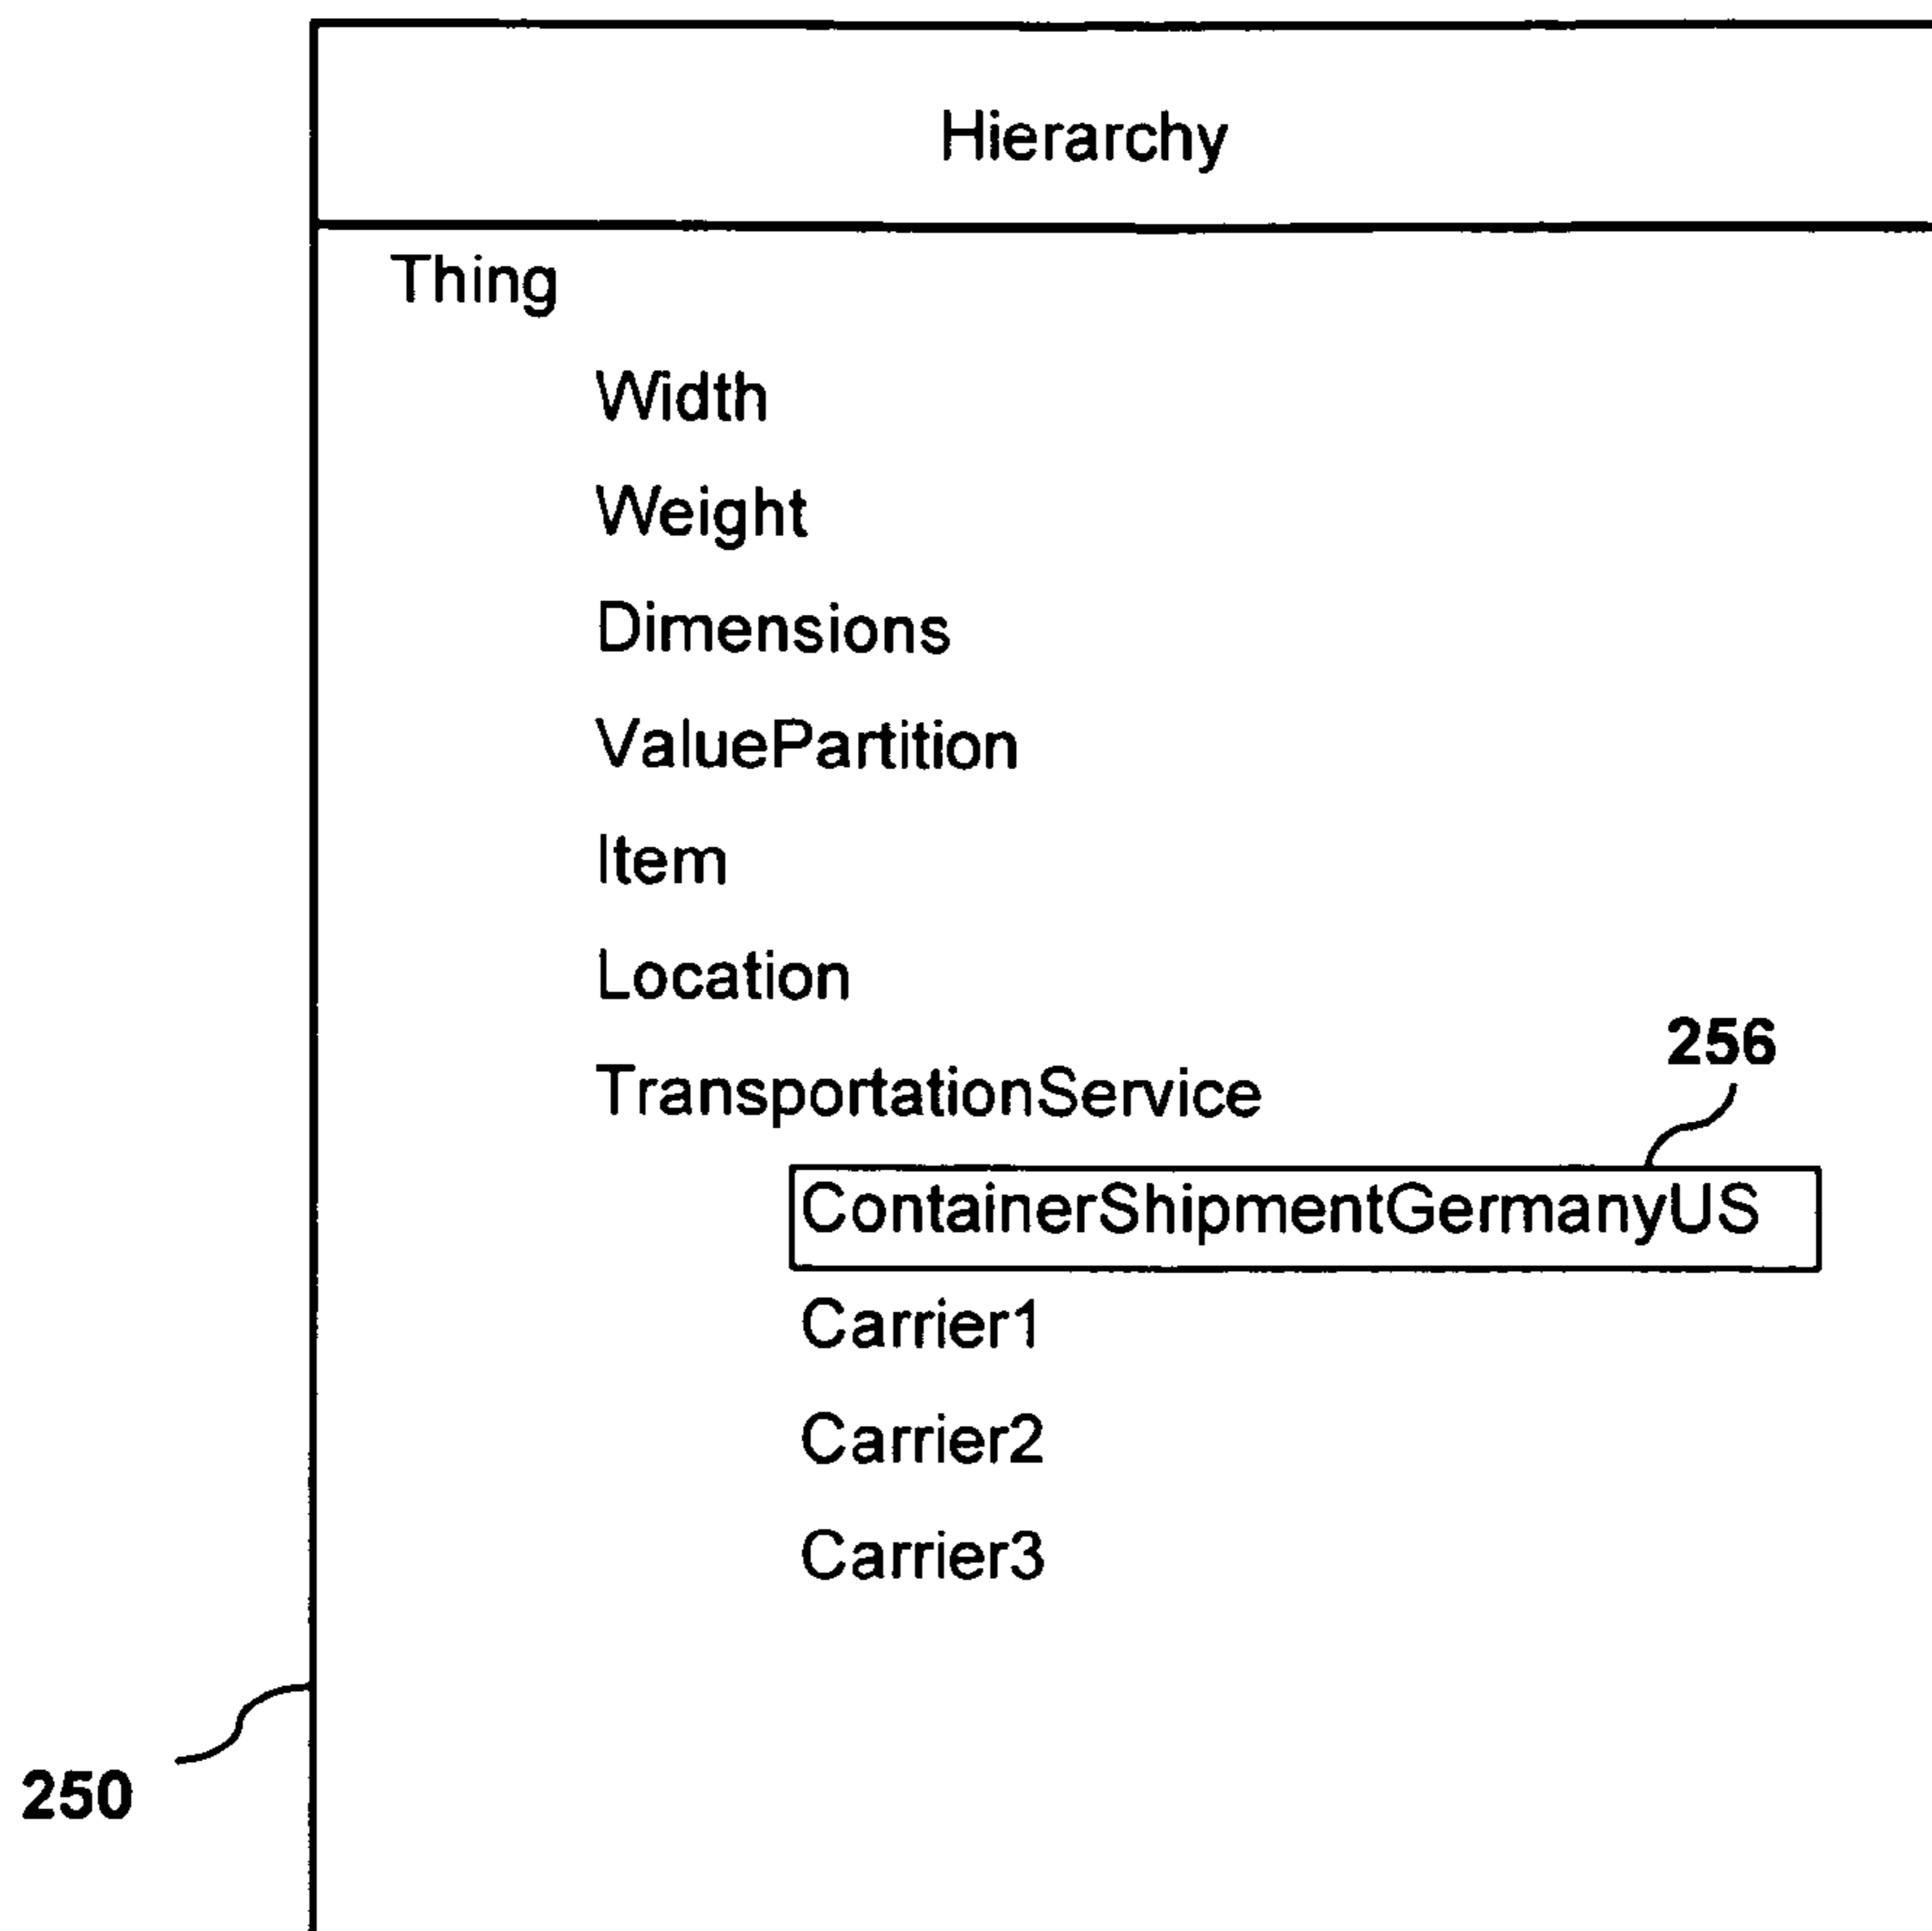 Hierarchy
Thing
Width
Weight
Dimensions
ValuePartition
Item
Location
256
TransportationService
ContainerShipmentGermanyUS
Carrier1
Carrier2
Carrier3
250